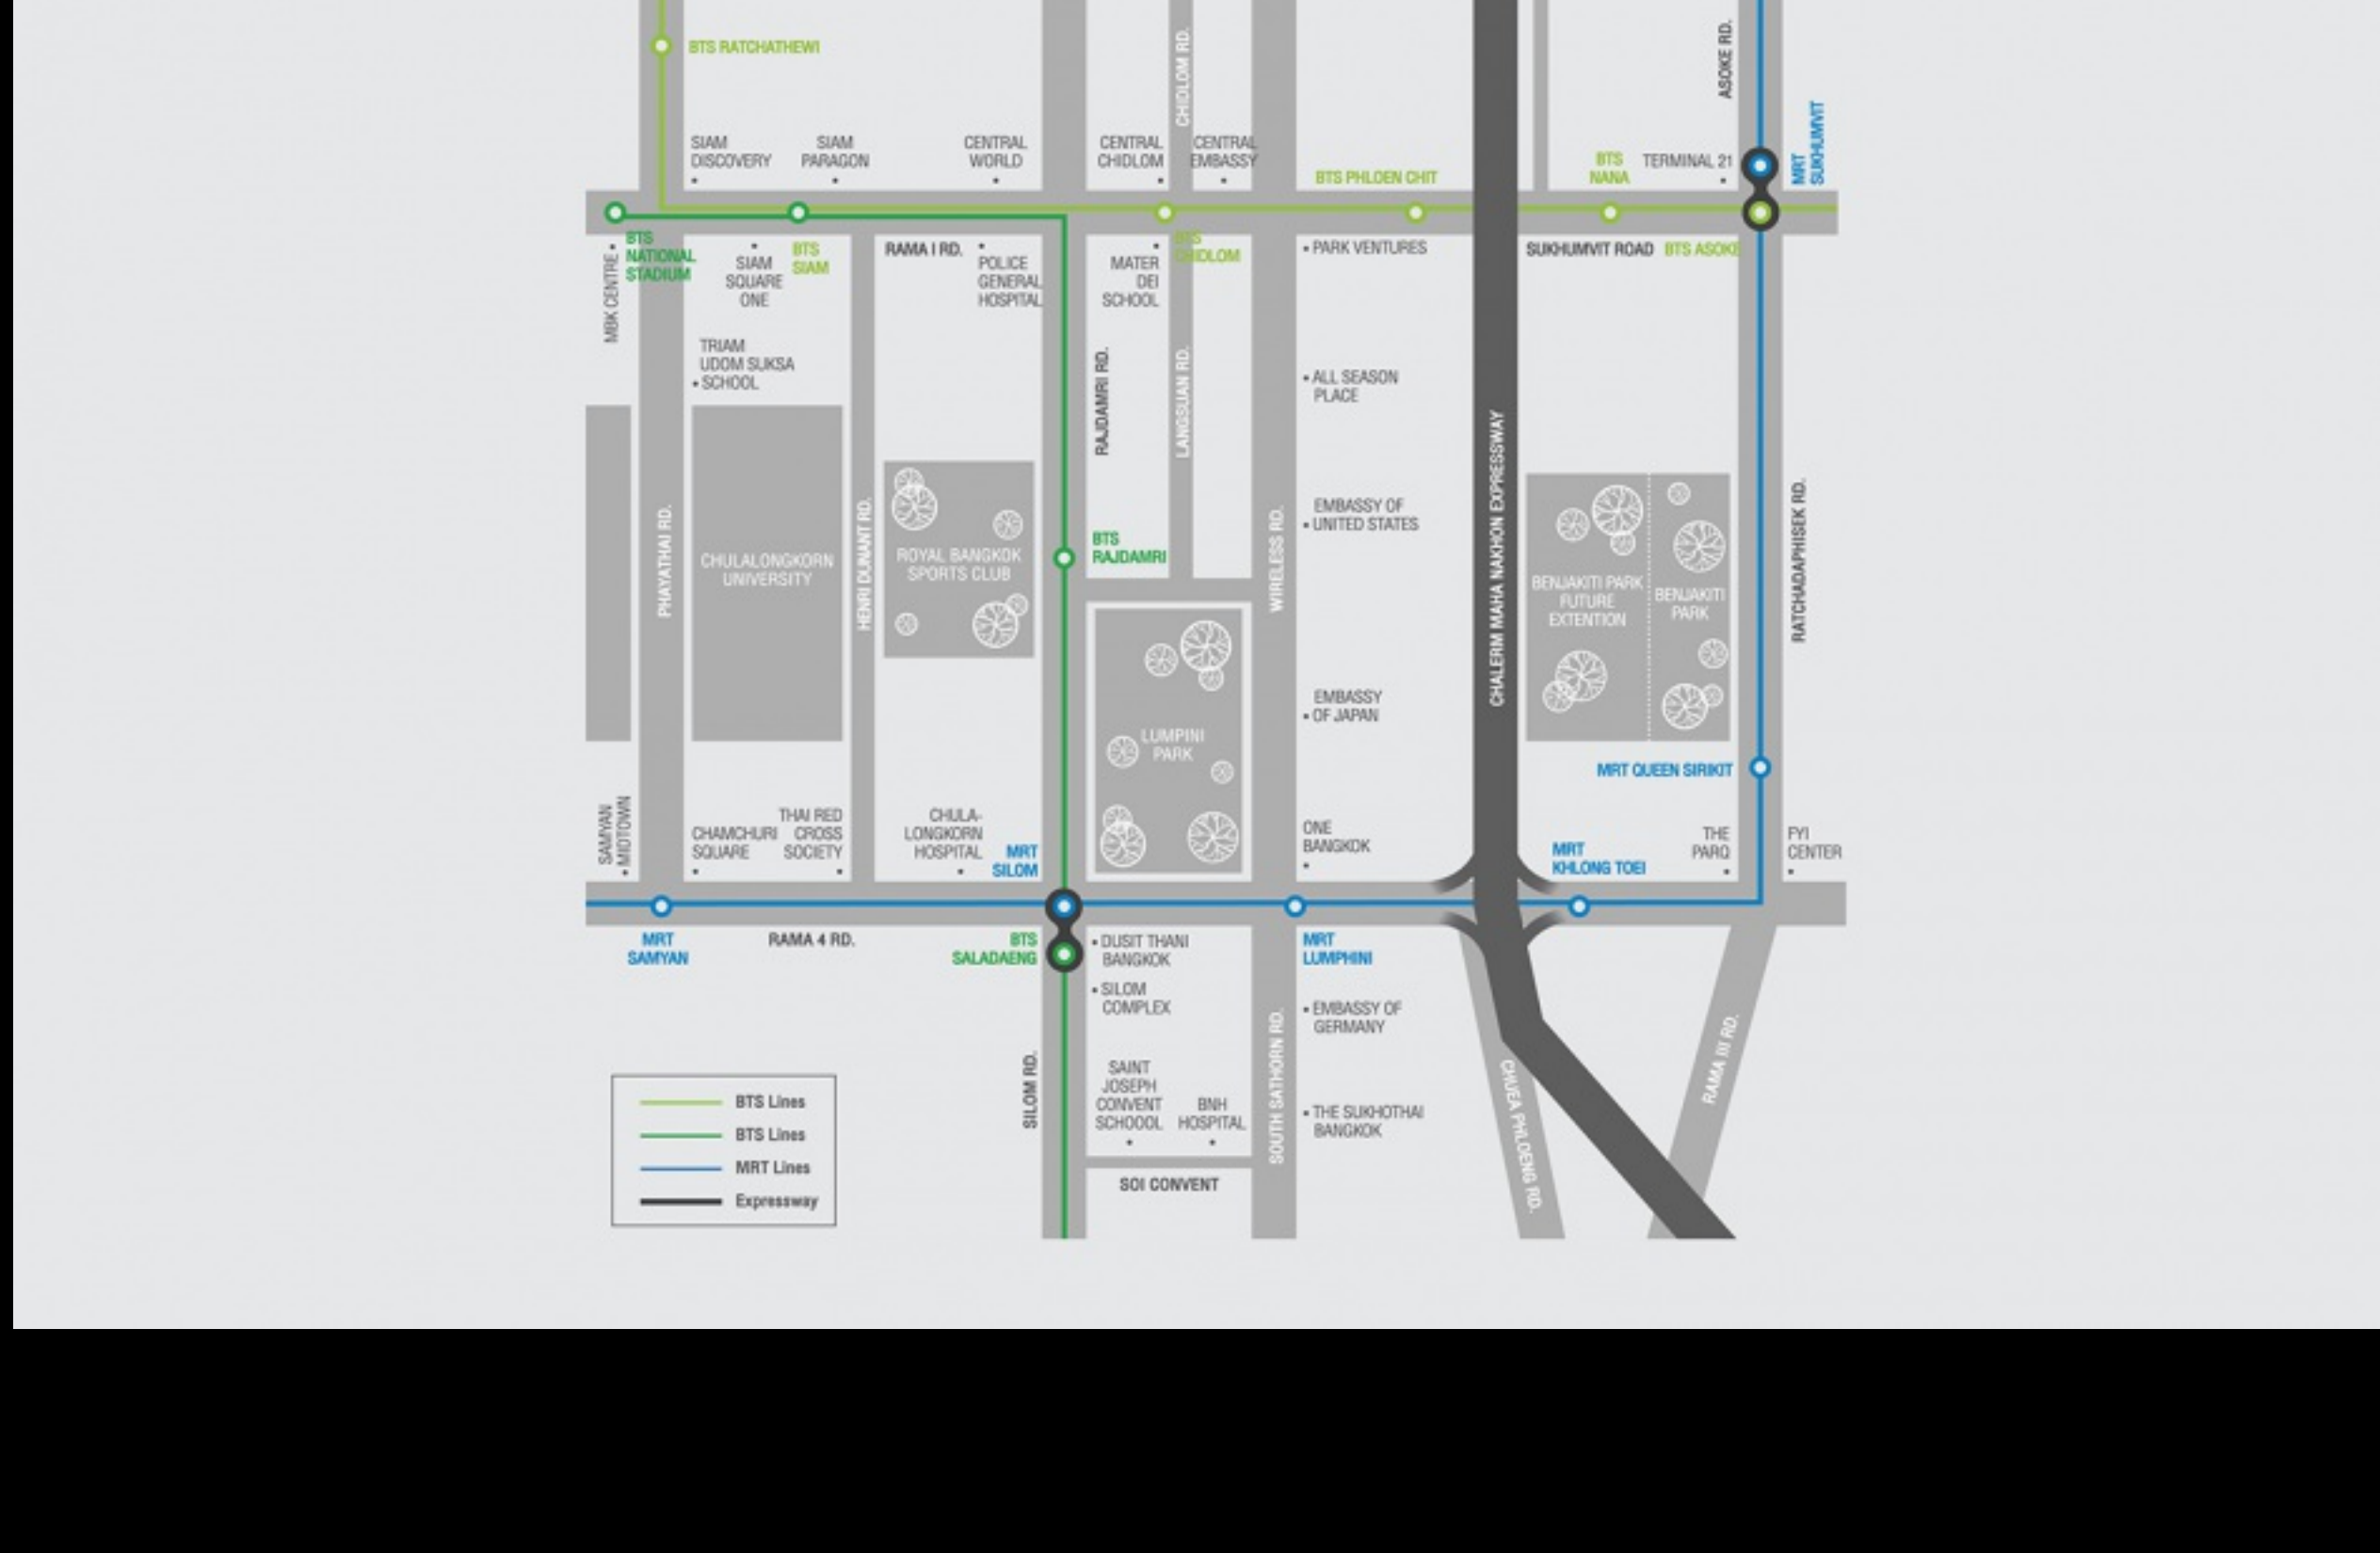 BTS RATCHATHEWI
CHIDLOM RD.
ASOKE RD.
MRT
SUKHUMVIT
SIAM
DISCOVERY
SIAM
PARAGON
CENTRAL
WORLD
CENTRAL
CHIDLOM
CENTRAL
EMBASSY
BTS PHLOEN CHIT
BTS
NANA
TERMINAL 21
MBK CENTRE
BTS
NATIONAL
STADIUM
SIAM
SQUARE
ONE
BTS
SIAM
RAMA I RD.
POLICE
GENERAL
HOSPITAL
MATER
DEI
SCHOOL
BTS
CHIDLOM
PARK VENTURES
SUKHUMVIT ROAD
BTS ASOKE
TRIAM
UDOM SUKSA
SCHOOL
RAJDAMRI RD.
LANGSUAN RD.
ALL SEASON
PLACE
CHALERM MAHA NAKHON EXPRESSWAY
PHAYATHAI RD.
CHULALONGKORN
UNIVERSITY
HENRI DUNANT RD.
ROYAL BANGKOK
SPORTS CLUB
BTS
RAJDAMRI
WIRELESS RD.
EMBASSY OF
UNITED STATES
BENJAKITI PARK
FUTURE
EXTENTION
BENJAKITI
PARK
RATCHADAPHISEK RD.
LUMPINI
PARK
EMBASSY
OF JAPAN
MRT QUEEN SIRIKIT
SAMYAN
MIDTOWN
CHAMCHURI
SQUARE
THAI RED
CROSS
SOCIETY
CHULA-
LONGKORN
HOSPITAL
MRT
SILOM
ONE
BANGKOK
MRT
KHLONG TOEI
THE
PARQ
FYI
CENTER
MRT
SAMYAN
RAMA 4 RD.
BTS
SALADAENG
DUSIT THANI
BANGKOK
MRT
LUMPHINI
SILOM
COMPLEX
EMBASSY OF
GERMANY
SILOM RD.
SAINT
JOSEPH
CONVENT
SCHOOOL
BNH
HOSPITAL
SOUTH SATHORN RD.
THE SUKHOTHAI
BANGKOK
CHUEA PHLOENG RD.
RAMA III RD.
SOI CONVENT
BTS Lines
BTS Lines
MRT Lines
Expressway